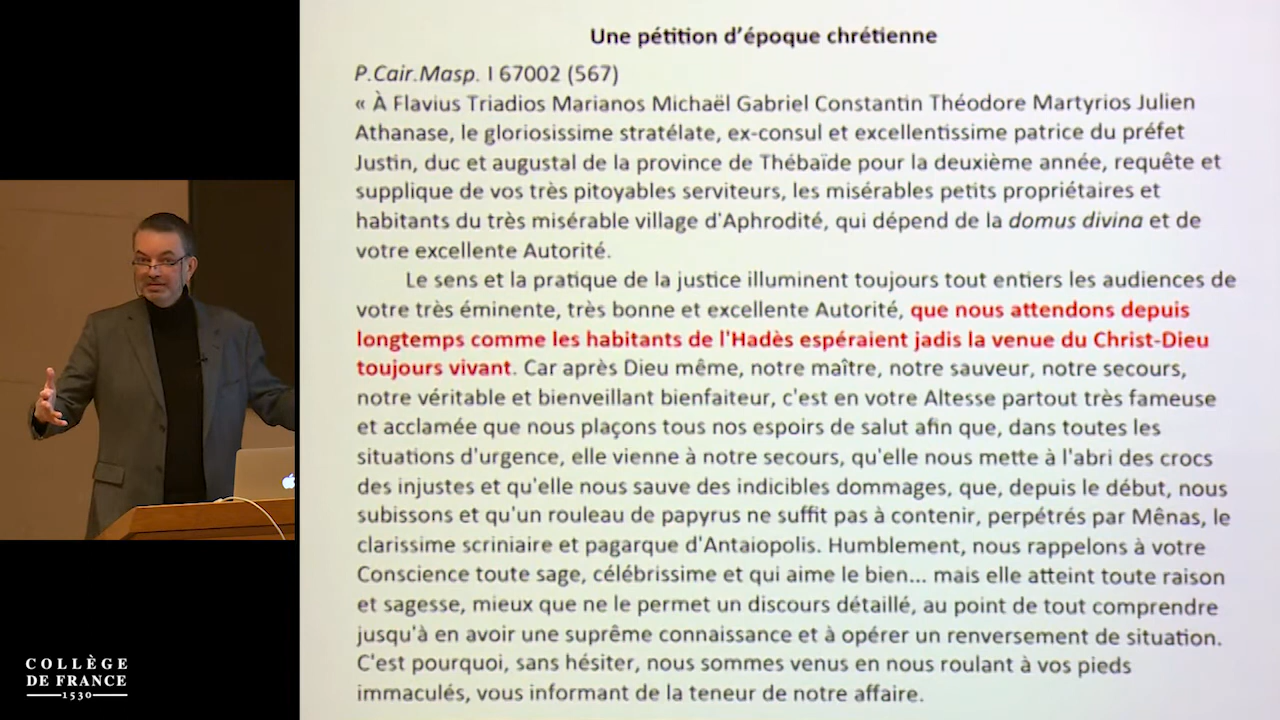 Une pétition d'époque chrétienne
P.Cair.Masp. I 67002 (567)
« À Flavius Triadios Marianos Michaël Gabriel Constantin Théodore Martyrios Julien
Athanase, le gloriosissime stratélate, ex-consul et excellentissime patrice du préfet
Justin, duc et augustal de la province de Thébaïde pour la deuxième année, requête et
supplique de vos très pitoyables serviteurs, les misérables petits propriétaires et
habitants du très misérable village d'Aphrodité, qui dépend de la domus divina et de
votre excellente Autorité.
Le sens et la pratique de la justice illuminent toujours tout entiers les audiences de
votre très éminente, très bonne et excellente Autorité, que nous attendons depuis
longtemps comme les habitants de l'Hadès espéraient jadis la venue du Christ-Dieu
toujours vivant. Car après Dieu même, notre maître, notre sauveur, notre secours,
notre véritable et bienveillant bienfaiteur, c'est en votre Altesse partout très fameuse
et acclamée que nous plaçons tous nos espoirs de salut afin que, dans toutes les
situations d'urgence, elle vienne à notre secours, qu'elle nous mette à l'abri des crocs
des injustes et qu'elle nous sauve des indicibles dommages, que, depuis le début, nous
subissons et qu'un rouleau de papyrus ne suffit pas à contenir, perpétrés par Mênas, le
clarissime scriniaire et pagarque d'Antaiopolis. Humblement, nous rappelons à votre
Conscience toute sage, célébrissime et qui aime le bien... mais elle atteint toute raison
et sagesse, mieux que ne le permet un discours détaillé, au point de tout comprendre
jusqu'à en avoir une suprême connaissance et à opérer un renversement de situation.
C'est pourquoi, sans hésiter, nous sommes venus en nous roulant à vos pieds
immaculés, vous informant de la teneur de notre affaire.
COLLÈGE
DE FRANCE
1530